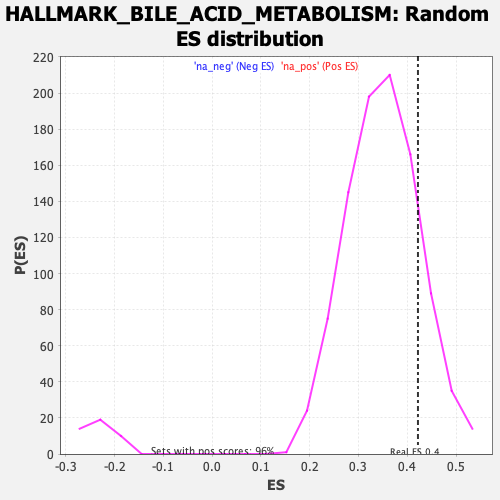 HALLMARK_BILE_ACID_METABOLISM: Random
ES distribution
'na_neg' (Neg ES) 'na_pos' (Pos ES)
P(ES)
220
200
180
160
140
120
100
80
60
40
20
0
Sets with pos scores: 96%
Real ES 0.4
-0.3 -0.2 -0.1 0.0 0.1 0.2 0.3 0.4 0.5
ES